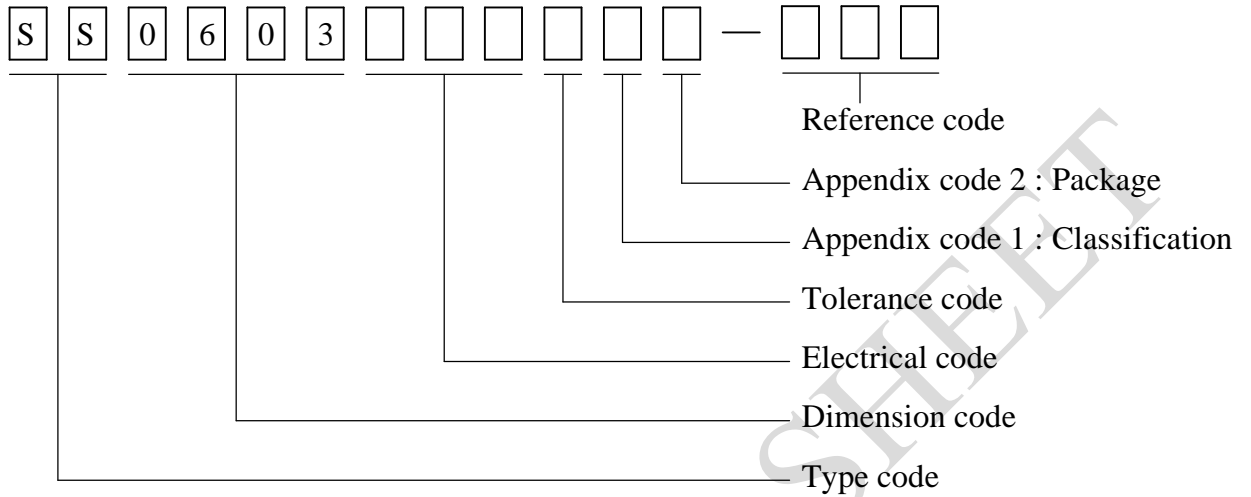 S S 0 6 0 3 —
Reference code
Appendix code 2 : Package
Appendix code 1 : Classification
Tolerance code
Electrical code
Dimension code
Type code
SHEET